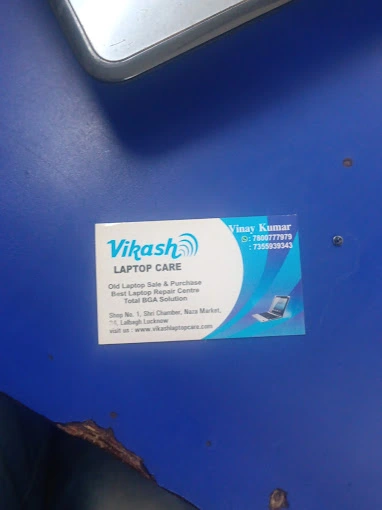 Vikash
LAPTOP CARE
Old Laptop Sale & Purchase
Best Laptop Repair Centre
Total BGA Solution
Shop No. 1, Shri Chamber, Naza Market,
Lalbagh Lucknow
visit us : www.vikashlaptopcare.com
Vinay Kumar
: 7800777979
: 7355939343